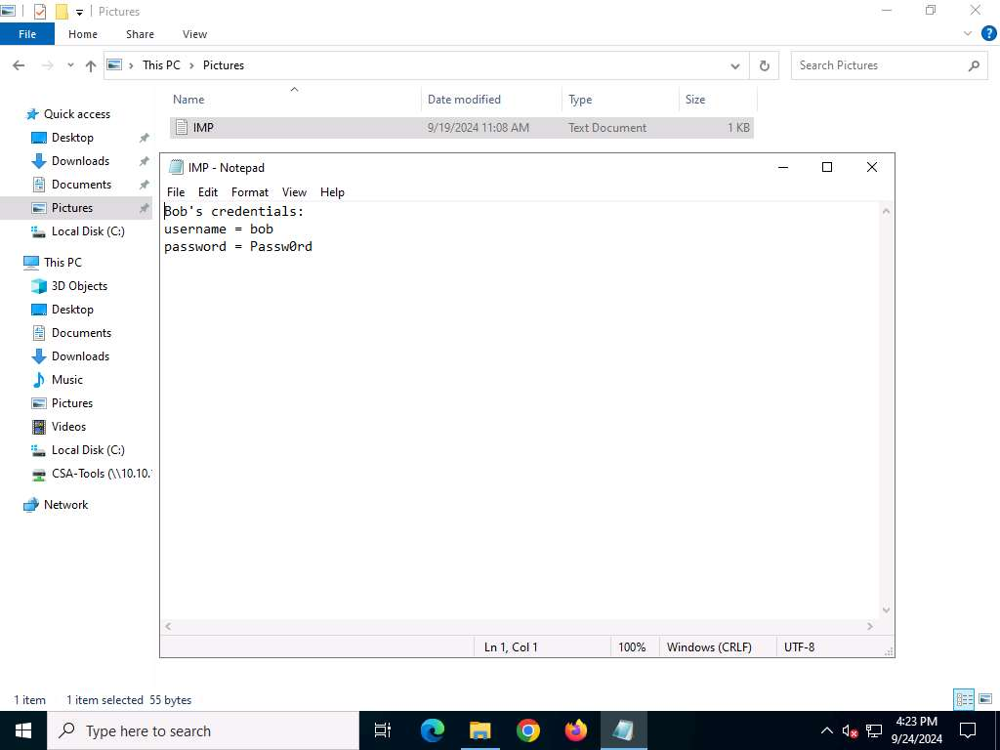 Pictures
File
Home
Share
View
This PC
Pictures
Search Pictures
Name
Date modified
Type
Size
IMP
9/19/2024 11:08 AM
Text Document
1 KB
Quick access
Desktop
Downloads
Documents
Pictures
Local Disk (C:)
This PC
3D Objects
Desktop
Documents
Downloads
Music
Pictures
Videos
Local Disk (C:)
CSA-Tools (\\10.10.
Network
IMP - Notepad
File Edit Format View Help
Bob's credentials:
username = bob
password = Passw0rd
Ln 1, Col 1
100%
Windows (CRLF)
UTF-8
1 item
1 item selected 55 bytes
Type here to search
4:23 PM
9/24/2024